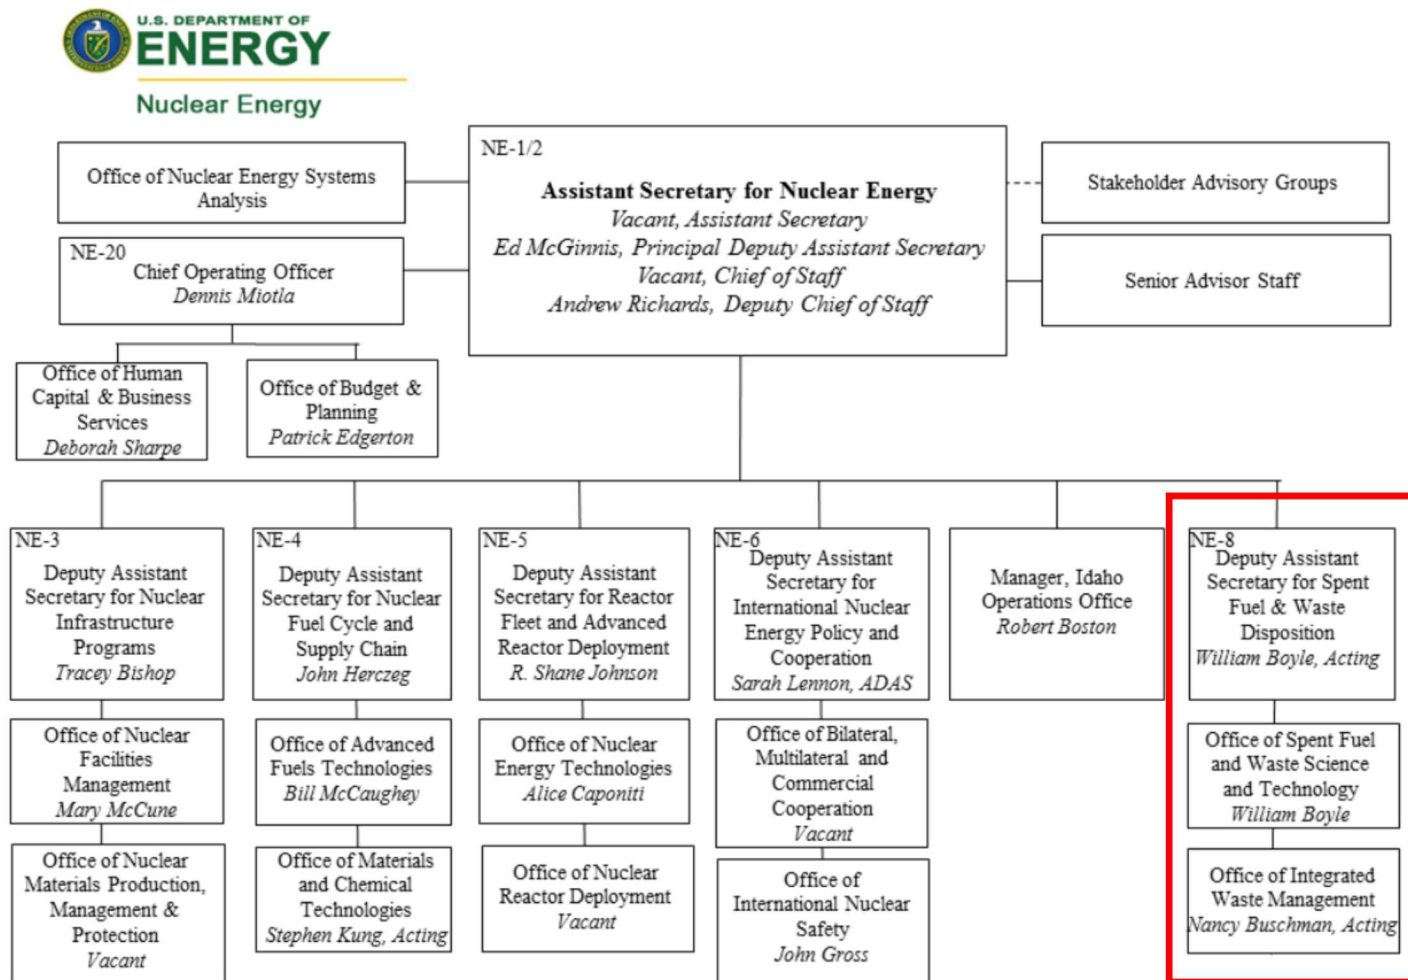 U.S. DEPARTMENT OF
ENERGY
Nuclear Energy
Office of Nuclear Energy Systems
Analysis
NE-20
Chief Operating Officer
Dennis Miotla
Office of Human
Capital & Business
Services
Deborah Sharpe
Office of Budget &
Planning
Patrick Edgerton
NE-1/2
Assistant Secretary for Nuclear Energy
Vacant, Assistant Secretary
Ed McGinnis, Principal Deputy Assistant Secretary
Vacant, Chief of Staff
Andrew Richards, Deputy Chief of Staff
Stakeholder Advisory Groups
Senior Advisor Staff
NE-3
Deputy Assistant
Secretary for Nuclear
Infrastructure
Programs
Tracey Bishop
Office of Nuclear
Facilities
Management
Mary McCune
Office of Nuclear
Materials Production,
Management &
Protection
Vacant
NE-4
Deputy Assistant
Secretary for Nuclear
Fuel Cycle and
Supply Chain
John Herczeg
Office of Advanced
Fuels Technologies
Bill McCaughey
Office of Materials
and Chemical
Technologies
Stephen Kung, Acting
NE-5
Deputy Assistant
Secretary for Reactor
Fleet and Advanced
Reactor Deployment
R. Shane Johnson
Office of Nuclear
Energy Technologies
Alice Caponiti
Office of Nuclear
Reactor Deployment
Vacant
NE-6
Deputy Assistant
Secretary for
International Nuclear
Energy Policy and
Cooperation
Sarah Lennon, ADAS
Office of Bilateral,
Multilateral and
Commercial
Cooperation
Vacant
Office of
International Nuclear
Safety
John Gross
Manager, Idaho
Operations Office
Robert Boston
NE-8
Deputy Assistant
Secretary for Spent
Fuel & Waste
Disposition
William Boyle, Acting
Office of Spent Fuel
and Waste Science
and Technology
William Boyle
Office of Integrated
Waste Management
Nancy Buschman, Acting